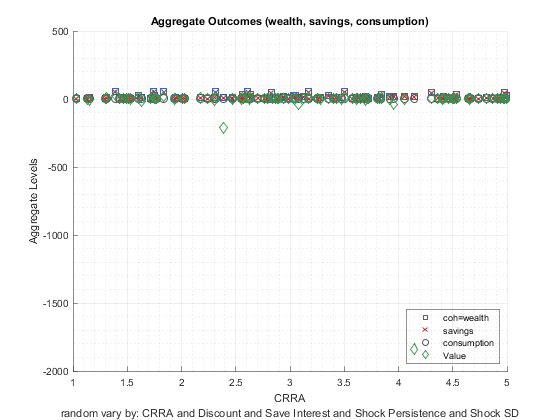 Aggregate Outcomes (wealth, savings, consumption)
500
0
-500
-1000
-1500
-2000
Aggregate Levels
1
1.5
2
2.5
3
3.5
4
4.5
5
coh=wealth
savings
consumption
Value
CRRA
random vary by: CRRA and Discount and Save Interest and Shock Persistence and Shock SD